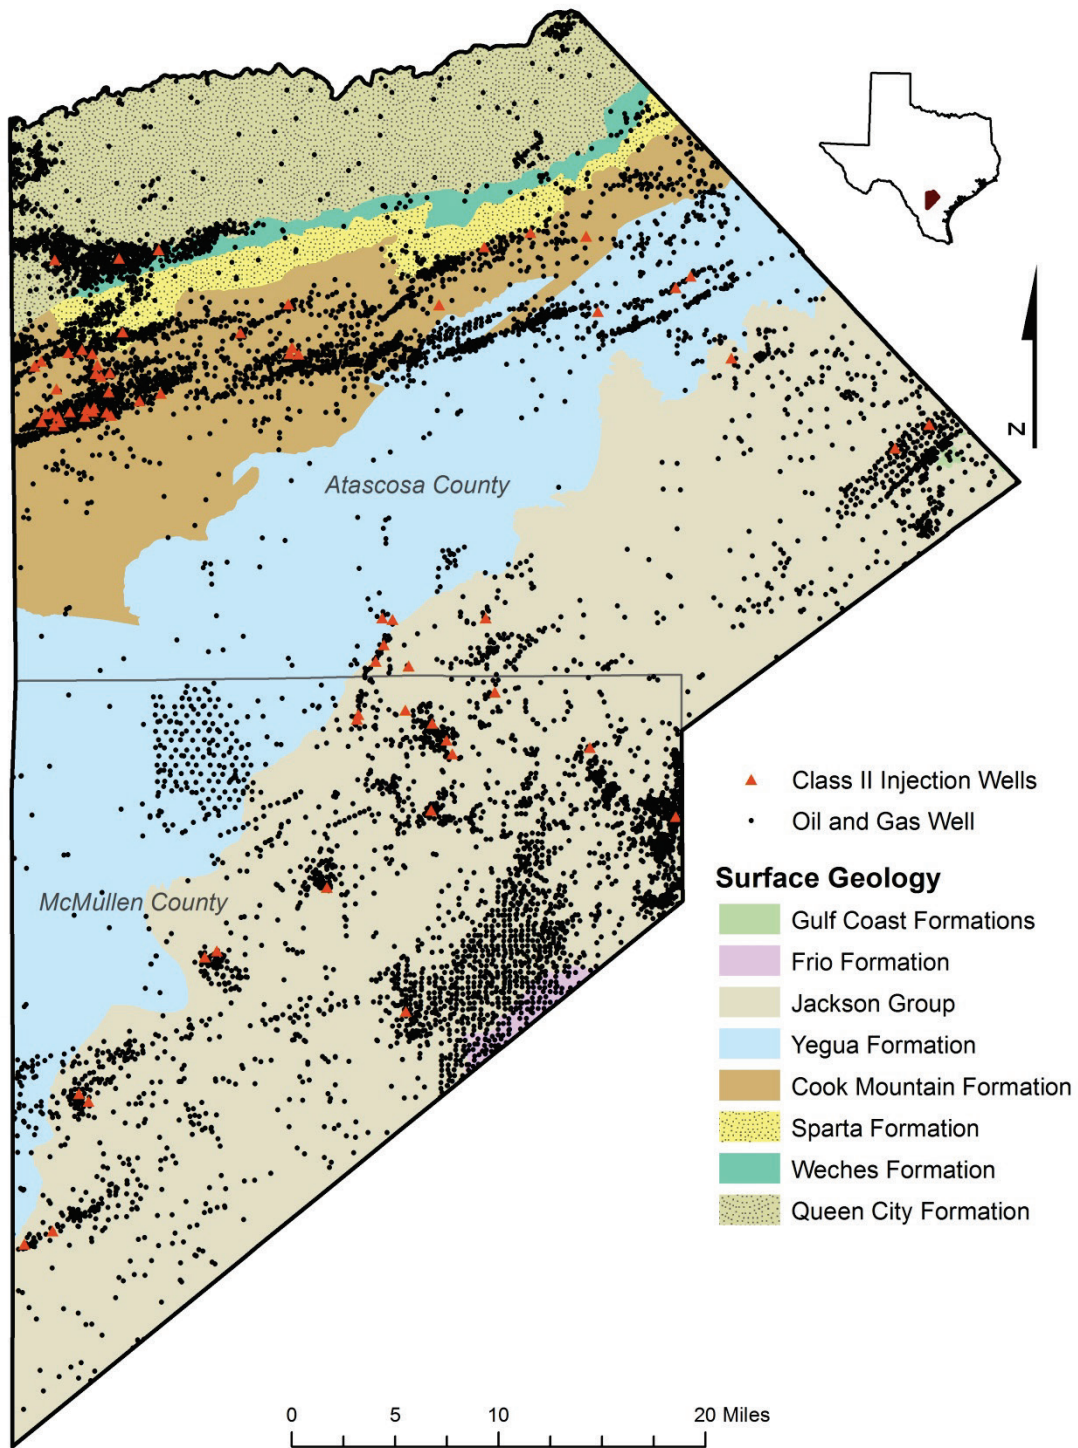 N
Atascosa County
McMullen County
Class II Injection Wells
Oil and Gas Well
Surface Geology
Gulf Coast Formations
Frio Formation
Jackson Group
Yegua Formation
Cook Mountain Formation
Sparta Formation
Weches Formation
Queen City Formation
0 5 10 20 Miles